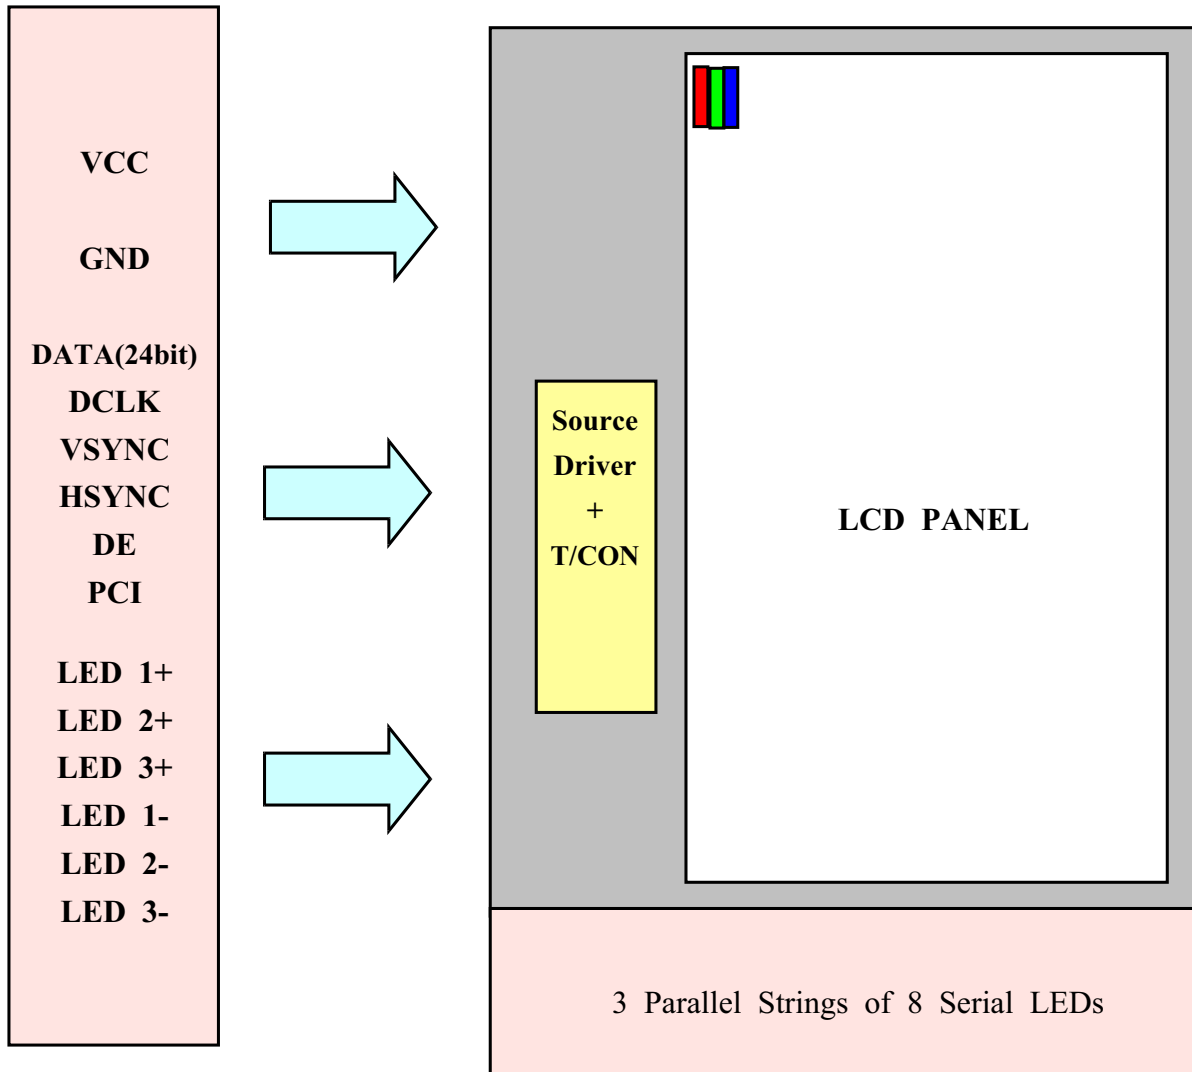 VCC
GND
DATA(24bit)
DCLK
VSYNC
HSYNC
DE
PCI
LED 1+
LED 2+
LED 3+
LED 1-
LED 2-
LED 3-
Source
Driver
+
T/CON
LCD PANEL
3 Parallel Strings of 8 Serial LEDs